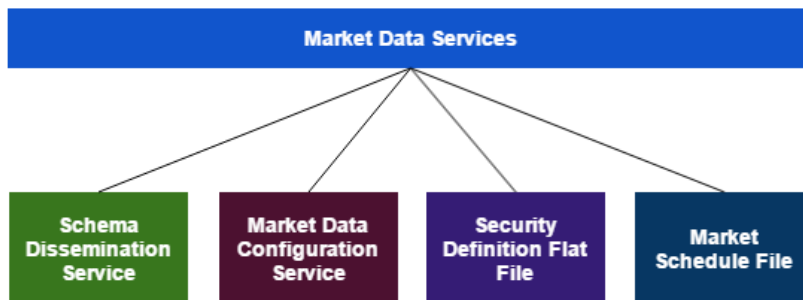 Market Data Services
Schema
Dissemination
Service
Market Data
Configuration
Service
Security
Definition Flat
File
Market
Schedule File